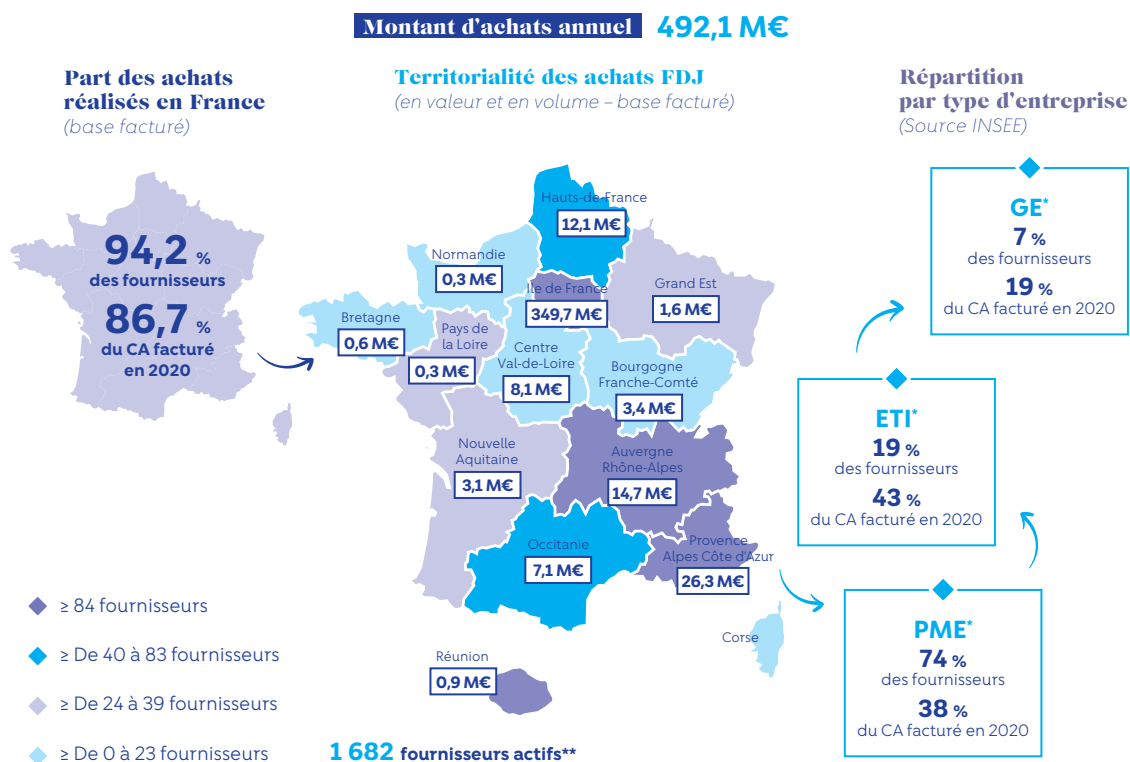 Montant d'achats annuel 492,1 M€
Part des achats
réalisés en France
(base facturé)
94,2 %
des fournisseurs
86,7 %
du CA facturé
en 2020
Territorialité des achats FDJ
(en valeur et en volume – base facturé)
Hauts-de-France
12,1 M€
Normandie
0,3 M€
Ile de France
349,7 M€
Grand Est
1,6 M€
Bretagne
0,6 M€
Pays de
la Loire
0,3 M€
Centre
Val-de-Loire
8,1 M€
Bourgogne
Franche-Comté
3,4 M€
Nouvelle
Aquitaine
3,1 M€
Auvergne
Rhône-Alpes
14,7 M€
Occitanie
7,1 M€
Provence
Alpes Côte d'Azur
26,3 M€
Corse
Réunion
0,9 M€
≥ 84 fournisseurs
≥ De 40 à 83 fournisseurs
≥ De 24 à 39 fournisseurs
≥ De 0 à 23 fournisseurs
1 682 fournisseurs actifs**
Répartition
par type d'entreprise
(Source INSEE)
GE*
7 %
des fournisseurs
19 %
du CA facturé en 2020
ETI*
19 %
des fournisseurs
43 %
du CA facturé en 2020
PME*
74 %
des fournisseurs
38 %
du CA facturé en 2020